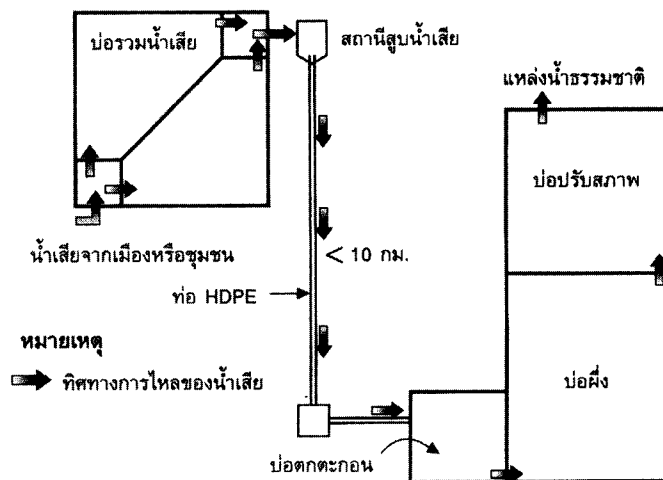 บ่อรวมน้ำเสีย
สถานีสูบน้ำเสีย
แหล่งน้ำธรรมชาติ
บ่อปรับสภาพ
น้ำเสียจากเมืองหรือชุมชน
< 10 กม.
ท่อ HDPE
หมายเหตุ
ทิศทางการไหลของน้ำเสีย
บ่อผึ่ง
บ่อตกตะกอน